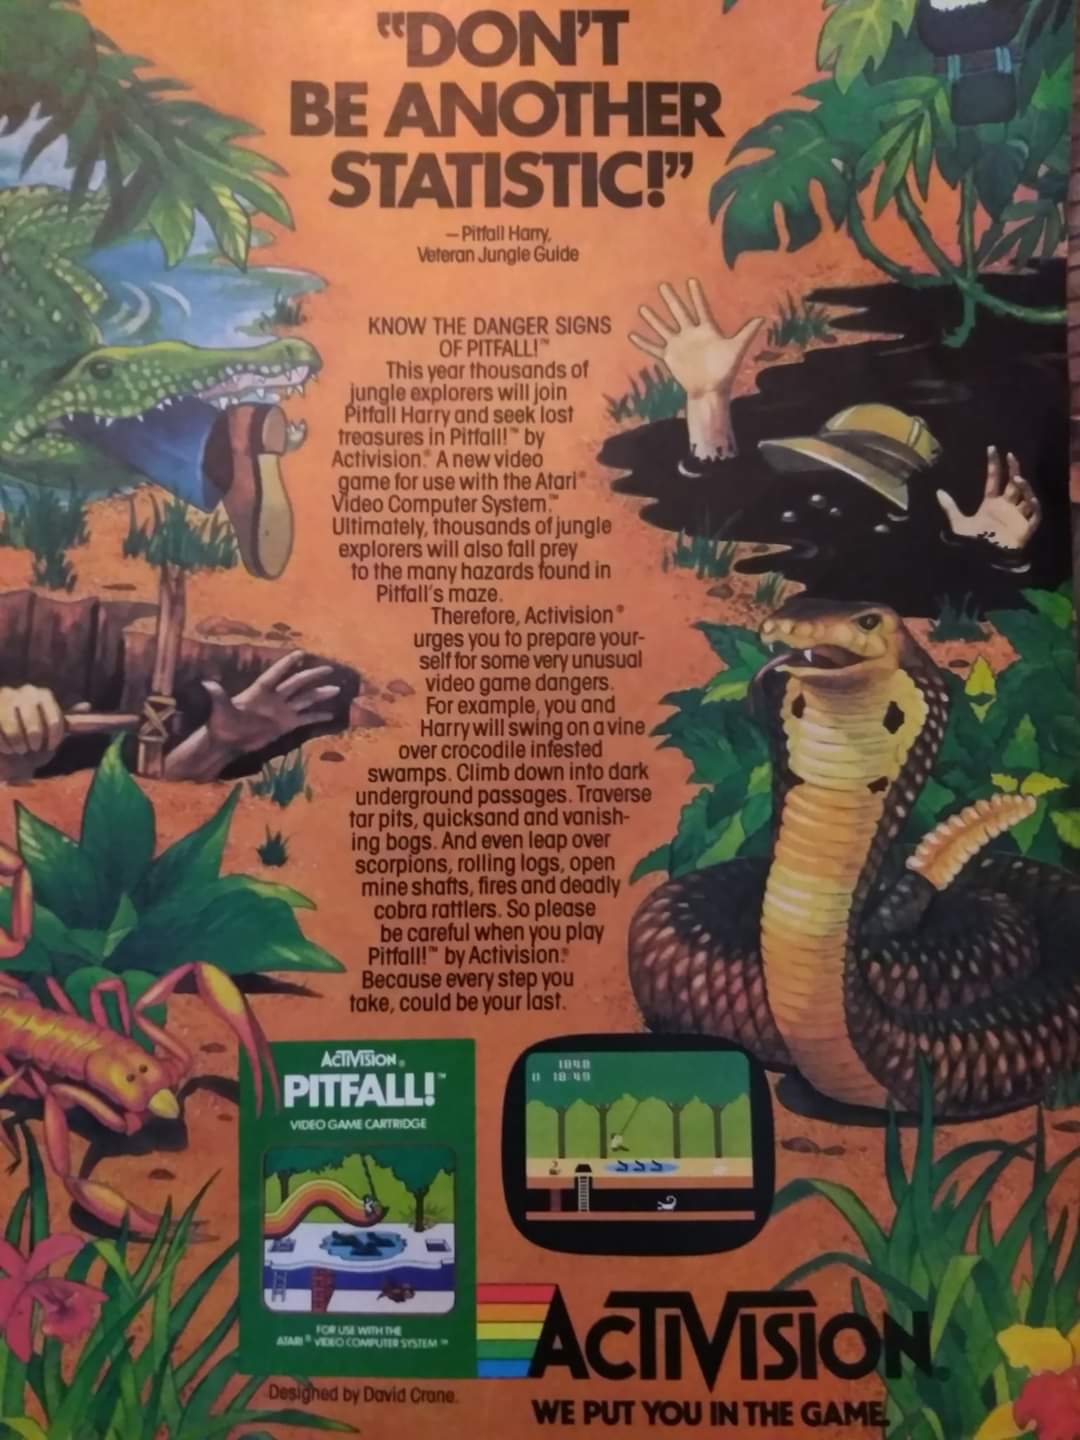 “DON’T
BE ANOTHER
STATISTIC!”
— Pitfall Harry,
Veteran Jungle Guide
KNOW THE DANGER SIGNS
OF PITFALL!™
This year thousands of
jungle explorers will join
Pitfall Harry and seek lost
treasures in Pitfall!™ by
Activision.® A new video
game for use with the Atari®
Video Computer System.™
Ultimately, thousands of jungle
explorers will also fall prey
to the many hazards found in
Pitfall's maze.
Therefore, Activision®
urges you to prepare your-
self for some very unusual
video game dangers.
For example, you and
Harry will swing on a vine
over crocodile infested
swamps. Climb down into dark
underground passages. Traverse
tar pits, quicksand and vanish-
ing bogs. And even leap over
scorpions, rolling logs, open
mine shafts, fires and deadly
cobra rattlers. So please
be careful when you play
Pitfall!™ by Activision.®
Because every step you
take, could be your last.
ACTIVISION®
PITFALL!™
VIDEO GAME CARTRIDGE
FOR USE WITH THE
ATARI® VIDEO COMPUTER SYSTEM™
Designed by David Crane.
18:49
ACTIVISION®
WE PUT YOU IN THE GAME.